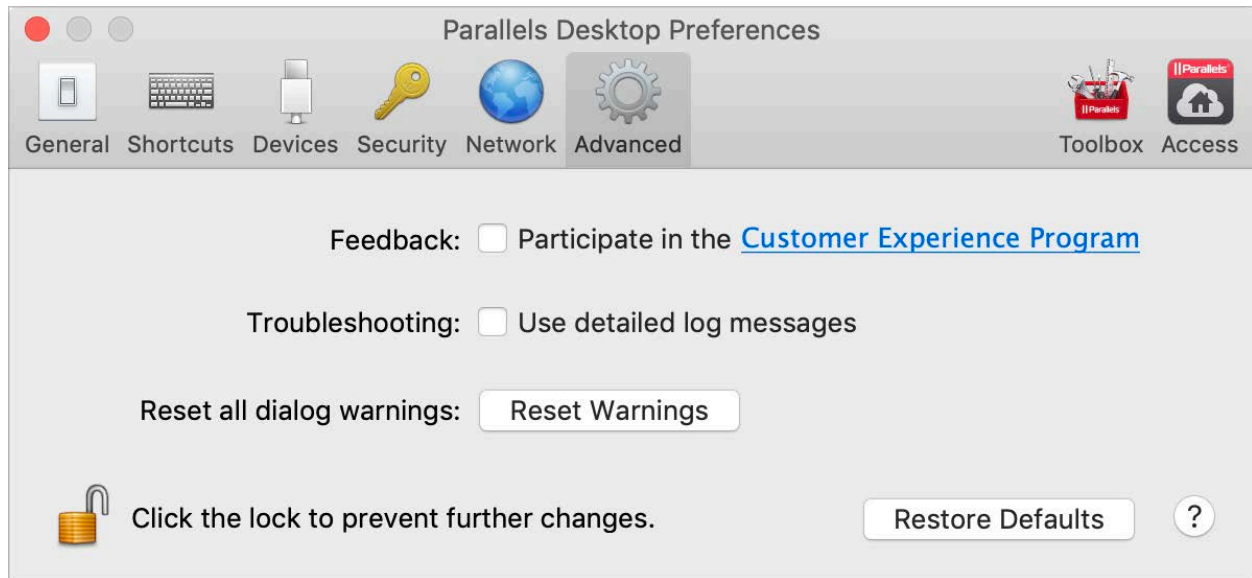 Parallels Desktop Preferences
||Parallels
||Parallels
General Shortcuts Devices Security Network Advanced Toolbox Access
Feedback: Participate in the Customer Experience Program
Troubleshooting: Use detailed log messages
Reset all dialog warnings: Reset Warnings
Click the lock to prevent further changes. Restore Defaults ?